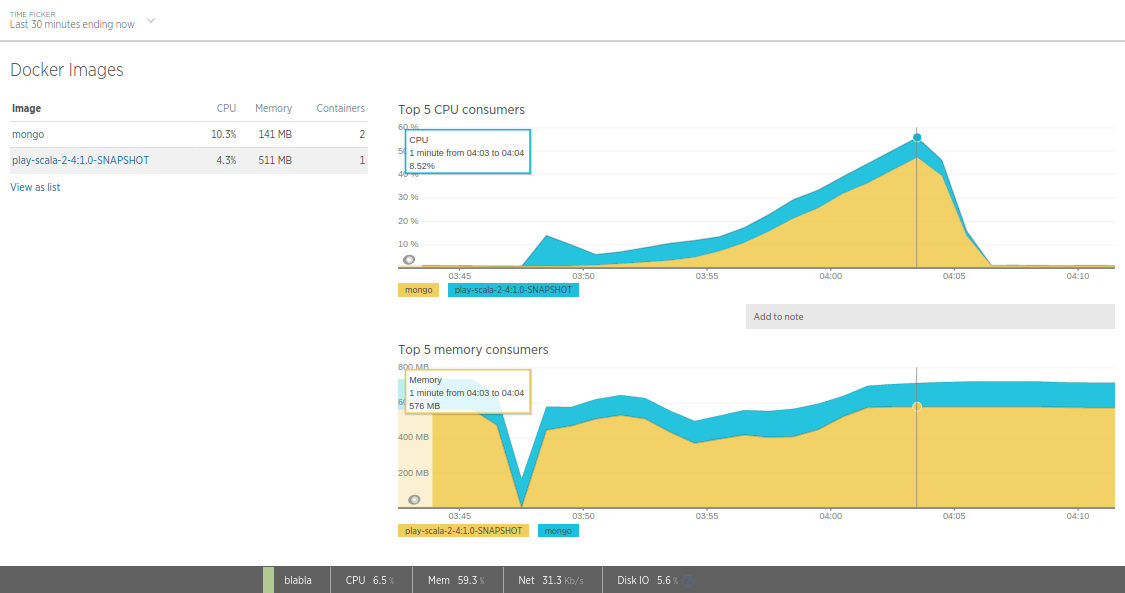 TIME PICKER
Last 30 minutes ending now
Docker Images
Image CPU Memory Containers
mongo 10.3% 141 MB 2
play-scala-2-4:1.0-SNAPSHOT 4.3% 511 MB 1
View as list
Top 5 CPU consumers
60 %
CPU
1 minute from 04:03 to 04:04
8.52%
40 %
30 %
20 %
10 %
03:45 03:50 03:55 04:00 04:05 04:10
mongo play-scala-2-4:1.0-SNAPSHOT
Add to note
Top 5 memory consumers
800 MB
Memory
1 minute from 04:03 to 04:04
576 MB
400 MB
200 MB
03:45 03:50 03:55 04:00 04:05 04:10
play-scala-2-4:1.0-SNAPSHOT mongo
blabla CPU 6.5 % Mem 59.3 % Net 31.3 Kb/s Disk IO 5.6 %